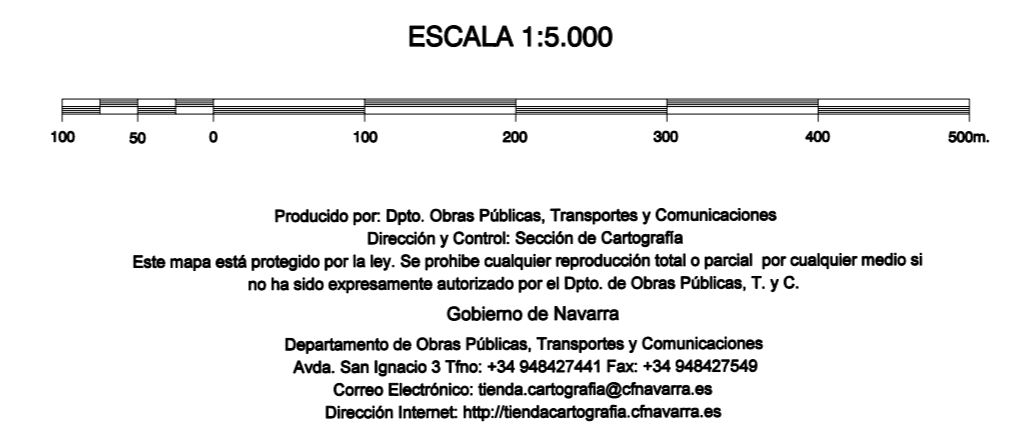 ESCALA 1:5.000
100 50 0 100 200 300 400 500m.
Producido por: Dpto. Obras Públicas, Transportes y Comunicaciones
Dirección y Control: Sección de Cartografía
Este mapa está protegido por la ley. Se prohibe cualquier reproducción total o parcial por cualquier medio si
no ha sido expresamente autorizado por el Dpto. de Obras Públicas, T. y C.
Gobierno de Navarra
Departamento de Obras Públicas, Transportes y Comunicaciones
Avda. San Ignacio 3 Tfno: +34 948427441 Fax: +34 948427549
Correo Electrónico: tienda.cartografia@cfnavarra.es
Dirección Internet: http://tiendacartografia.cfnavarra.es